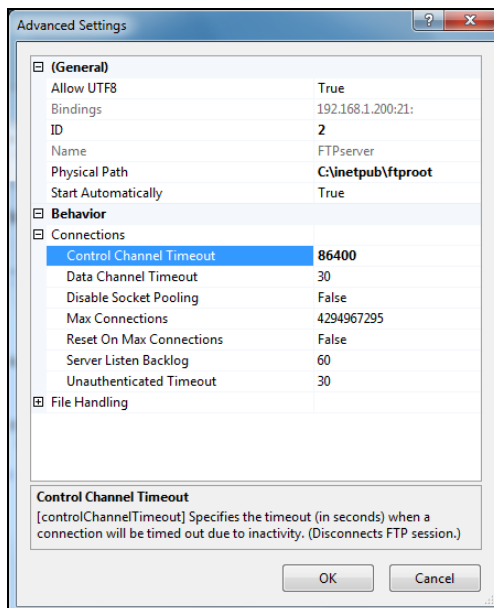 Advanced Settings
(General)
Allow UTF8 True
Bindings 192.168.1.200:21:
ID 2
Name FTPserver
Physical Path C:\inetpub\ftproot
Start Automatically True
Behavior
Connections
Control Channel Timeout 86400
Data Channel Timeout 30
Disable Socket Pooling False
Max Connections 4294967295
Reset On Max Connections False
Server Listen Backlog 60
Unauthenticated Timeout 30
File Handling
Control Channel Timeout
[controlChannelTimeout] Specifies the timeout (in seconds) when a
connection will be timed out due to inactivity. (Disconnects FTP session.)
OK Cancel